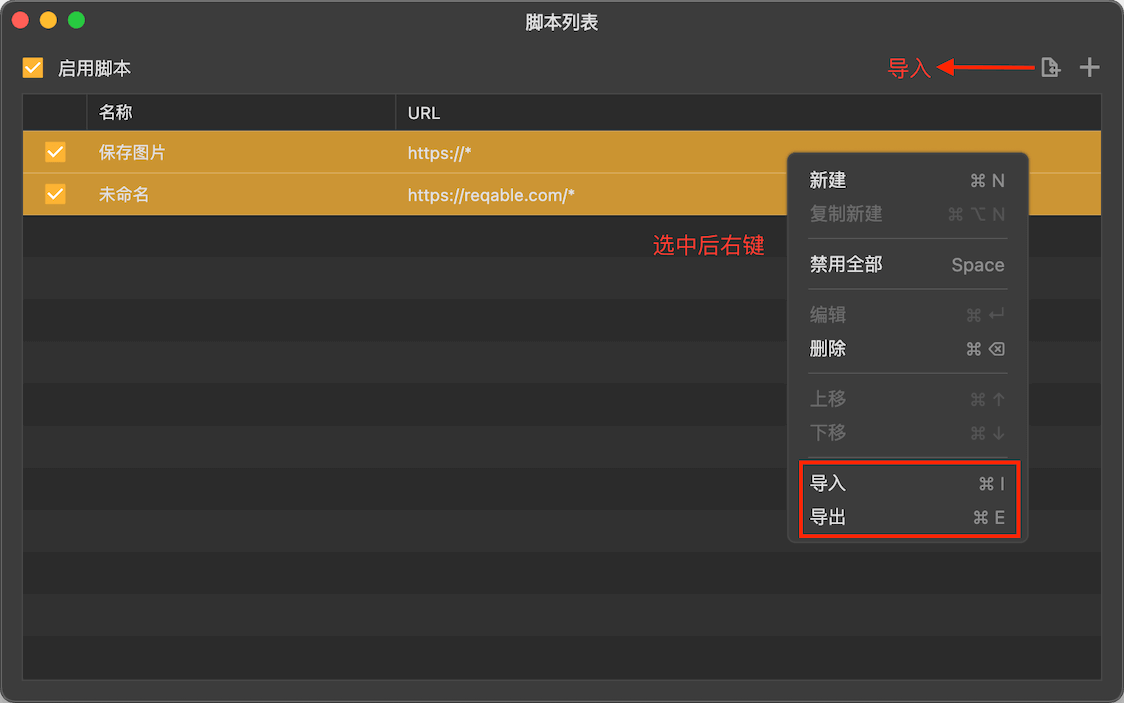 脚本列表
启用脚本
导入
名称 URL
保存图片 https://*
未命名 https://reqable.com/*
选中后右键
新建 ⌘ N
复制新建 ⌘ ⌥ N
禁用全部 Space
编辑 ⌘ ↩
删除 ⌘ ⌫
上移 ⌘ ↑
下移 ⌘ ↓
导入 ⌘ I
导出 ⌘ E